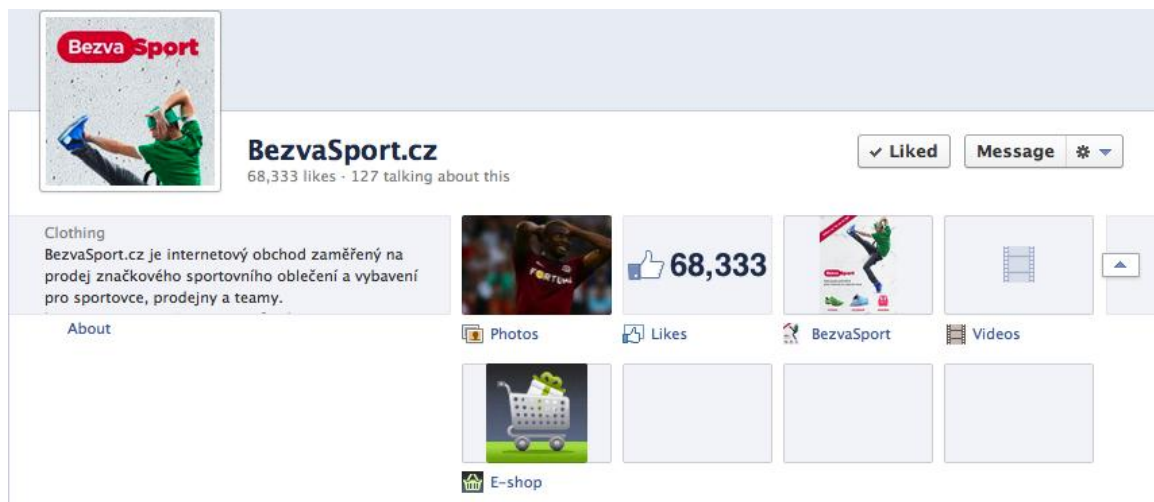 Bezva Sport
BezvaSport.cz
68,333 likes · 127 talking about this
✓ Liked
Message
Clothing
BezvaSport.cz je internetový obchod zaměřený na
prodej značkového sportovního oblečení a vybavení
pro sportovce, prodejny a teamy.
About
FORTUNA
68,333
Photos
Likes
BezvaSport
Videos
E-shop